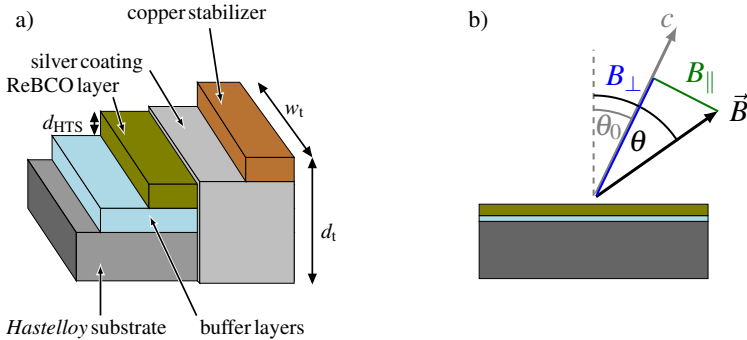 a)
copper stabilizer
silver coating
ReBCO layer
d_HTS
w_t
d_t
Hastelloy substrate
buffer layers
b)
c
B_⊥
B_∥
θ_0
θ
B⃗